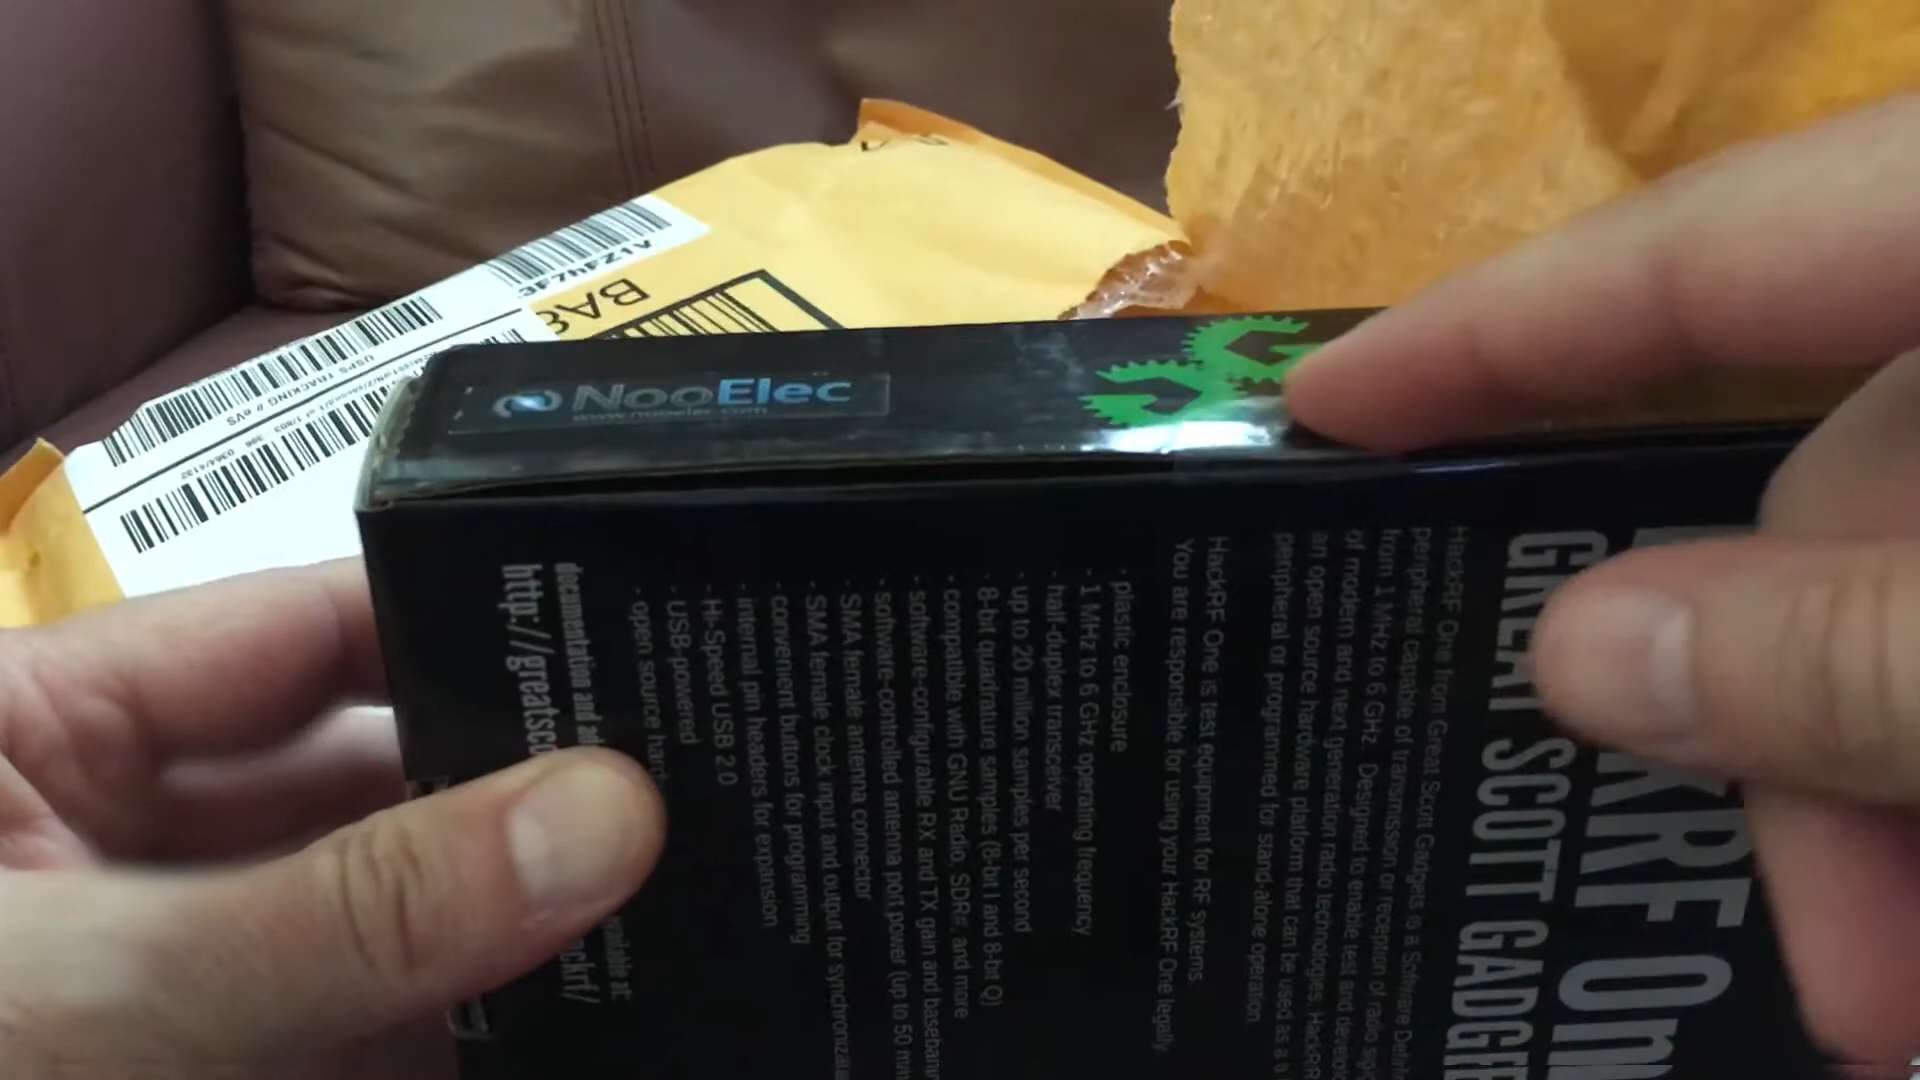 NooElec
www.nooelec.com
BA8
USPS TRACKING # eVS
HackRF One
GREAT SCOTT GADGE
HackRF One from Great Scott Gadgets is a Software Defin
peripheral capable of transmission or reception of radio sig
from 1 MHz to 6 GHz. Designed to enable test and develop
of modern and next generation radio technologies, HackRF
an open source hardware platform that can be used as a
peripheral or programmed for stand-alone operation.
HackRF One is test equipment for RF systems.
You are responsible for using your HackRF One legally.
· plastic enclosure
· 1 MHz to 6 GHz operating frequency
· half-duplex transceiver
· up to 20 million samples per second
· 8-bit quadrature samples (8-bit I and 8-bit Q)
· compatible with GNU Radio, SDR#, and more
· software-configurable RX and TX gain and baseban
· software-controlled antenna port power (up to 50 m
· SMA female antenna connector
· SMA female clock input and output for synchroniza
· convenient buttons for programming
· internal pin headers for expansion
· Hi-Speed USB 2.0
· USB-powered
· open source hard
documentation and
http://greatsco